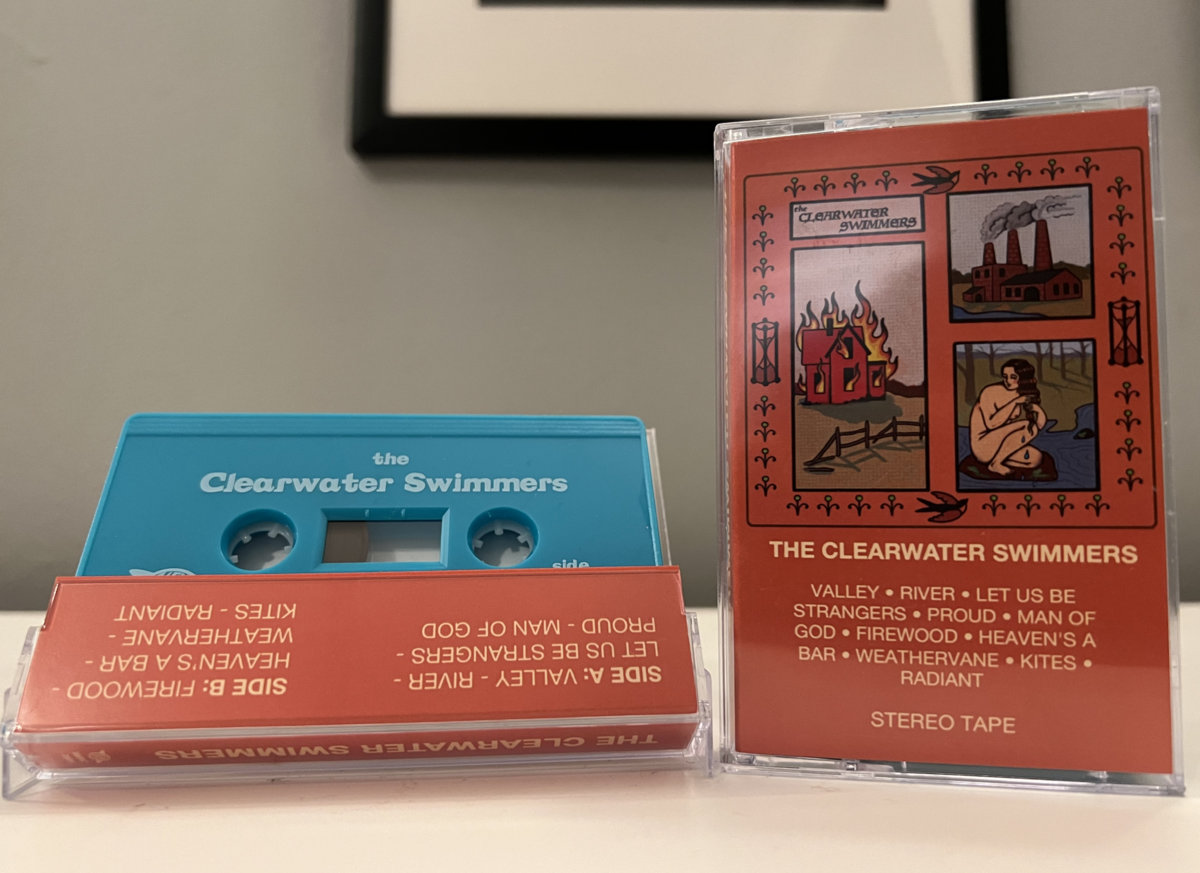 the
Clearwater Swimmers
side
SIDE A: VALLEY - RIVER -
LET US BE STRANGERS -
PROUD - MAN OF GOD
SIDE B: FIREWOOD -
HEAVEN'S A BAR -
WEATHERVANE -
KITES - RADIANT
THE CLEARWATER SWIMMERS
the
CLEARWATER
SWIMMERS
THE CLEARWATER SWIMMERS
VALLEY • RIVER • LET US BE
STRANGERS • PROUD • MAN OF
GOD • FIREWOOD • HEAVEN'S A
BAR • WEATHERVANE • KITES •
RADIANT
STEREO TAPE